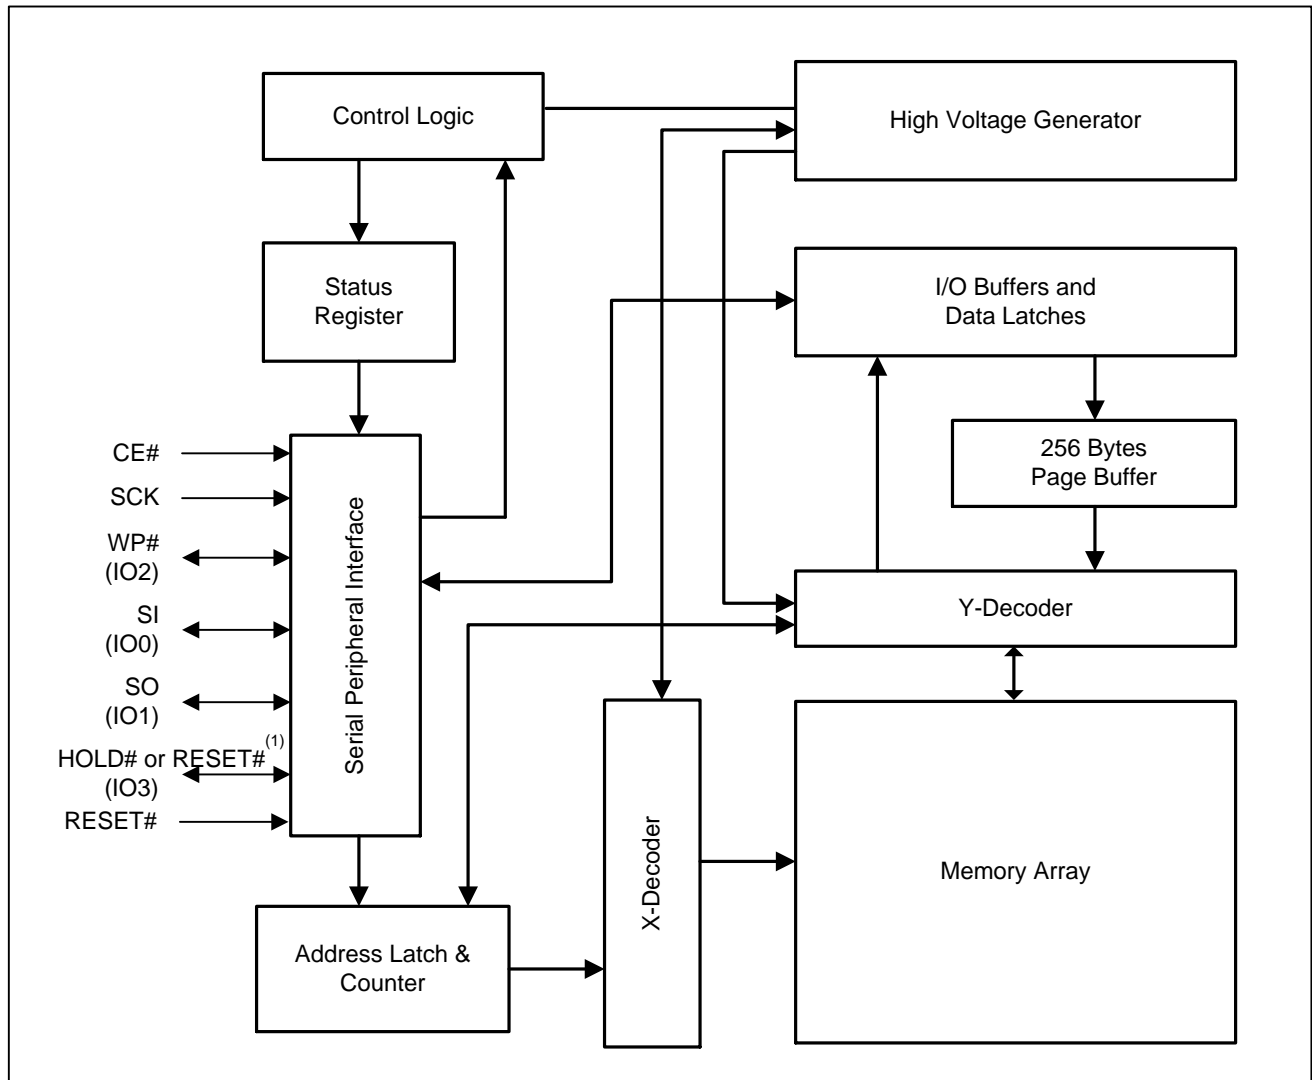 Control Logic
High Voltage Generator
Status
Register
I/O Buffers and
Data Latches
256 Bytes
Page Buffer
Y-Decoder
CE#
SCK
WP#
(IO2)
SI
(IO0)
SO
(IO1)
HOLD# or RESET#(1)
(IO3)
RESET#
Serial Peripheral Interface
X-Decoder
Memory Array
Address Latch &
Counter